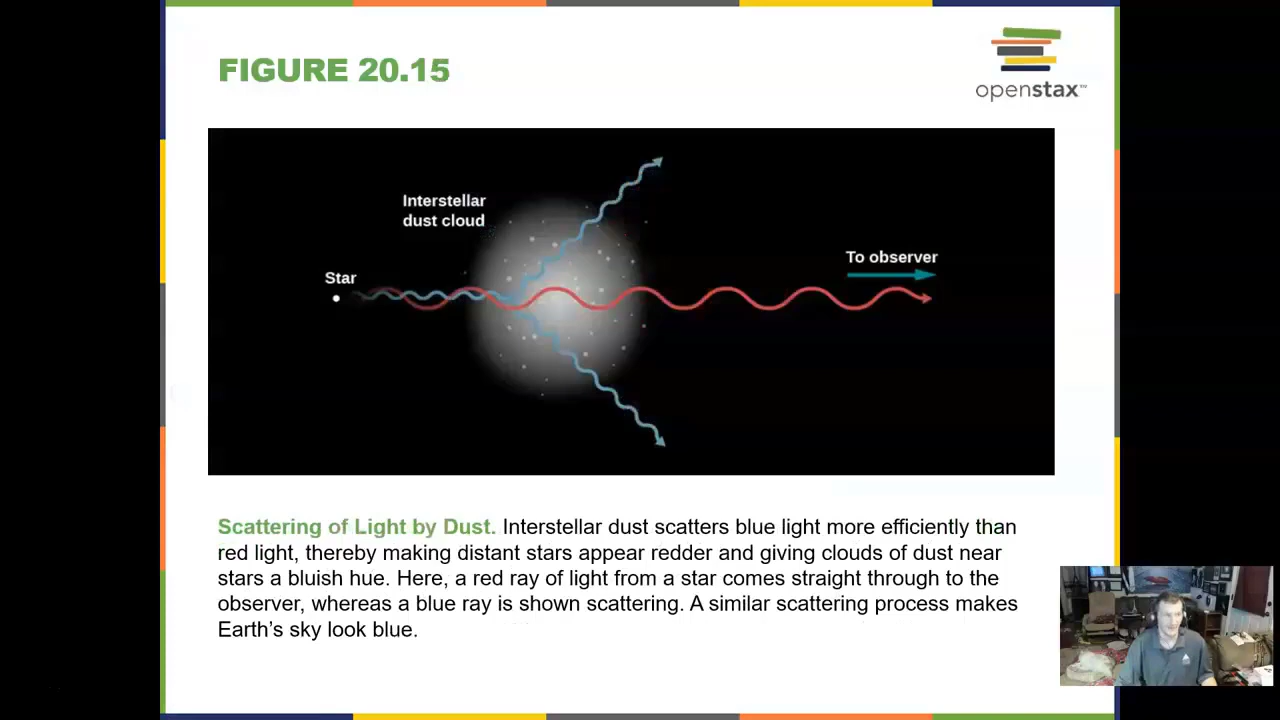 FIGURE 20.15
openstax™
Interstellar
dust cloud
Star
To observer
Scattering of Light by Dust. Interstellar dust scatters blue light more efficiently than
red light, thereby making distant stars appear redder and giving clouds of dust near
stars a bluish hue. Here, a red ray of light from a star comes straight through to the
observer, whereas a blue ray is shown scattering. A similar scattering process makes
Earth's sky look blue.